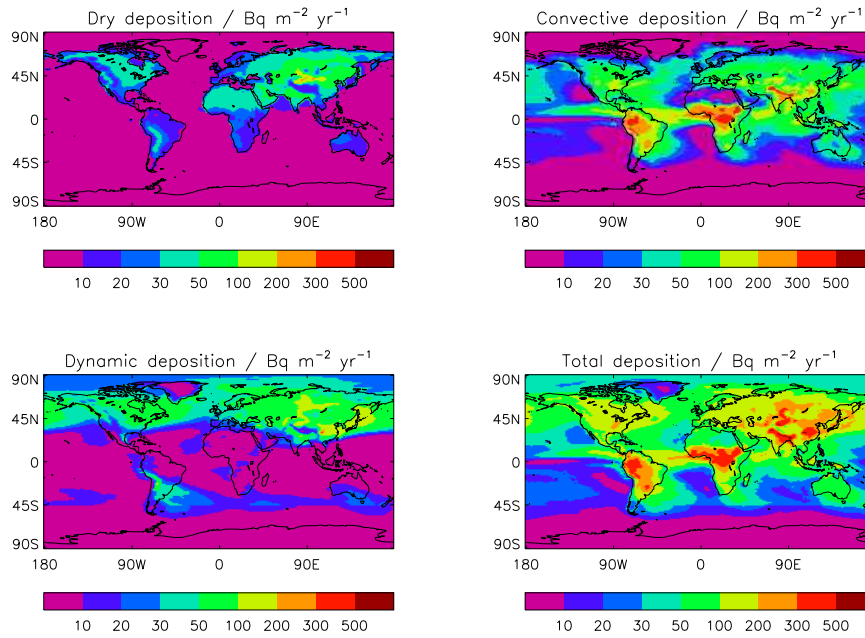 Dry deposition / Bq m⁻² yr⁻¹
90N
45N
0
45S
90S
180 90W 0 90E
10 20 30 50 100 200 300 500
Convective deposition / Bq m⁻² yr⁻¹
90N
45N
0
45S
90S
180 90W 0 90E
10 20 30 50 100 200 300 500
Dynamic deposition / Bq m⁻² yr⁻¹
90N
45N
0
45S
90S
180 90W 0 90E
10 20 30 50 100 200 300 500
Total deposition / Bq m⁻² yr⁻¹
90N
45N
0
45S
90S
180 90W 0 90E
10 20 30 50 100 200 300 500